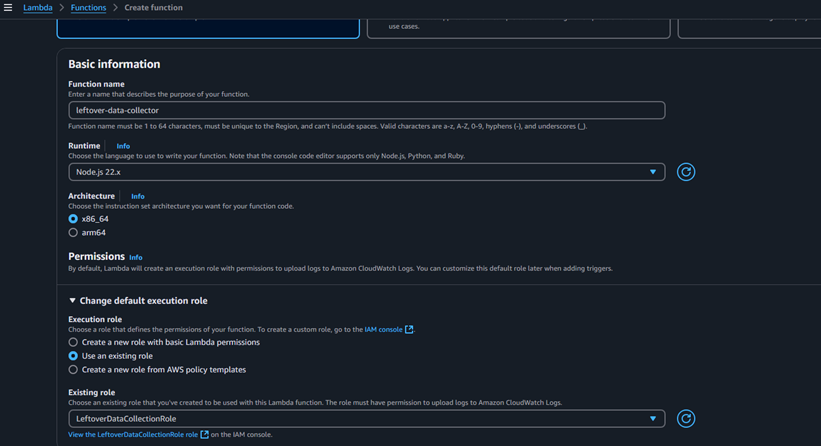 Lambda > Functions > Create function
use cases.
Basic information
Function name
Enter a name that describes the purpose of your function.
leftover-data-collector
Function name must be 1 to 64 characters, must be unique to the Region, and can't include spaces. Valid characters are a-z, A-Z, 0-9, hyphens (-), and underscores (_).
Runtime Info
Choose the language to use to write your function. Note that the console code editor supports only Node.js, Python, and Ruby.
Node.js 22.x
Architecture Info
Choose the instruction set architecture you want for your function code.
x86_64
arm64
Permissions Info
By default, Lambda will create an execution role with permissions to upload logs to Amazon CloudWatch Logs. You can customize this default role later when adding triggers.
Change default execution role
Execution role
Choose a role that defines the permissions of your function. To create a custom role, go to the IAM console.
Create a new role with basic Lambda permissions
Use an existing role
Create a new role from AWS policy templates
Existing role
Choose an existing role that you've created to be used with this Lambda function. The role must have permission to upload logs to Amazon CloudWatch Logs.
LeftoverDataCollectionRole
View the LeftoverDataCollectionRole role on the IAM console.